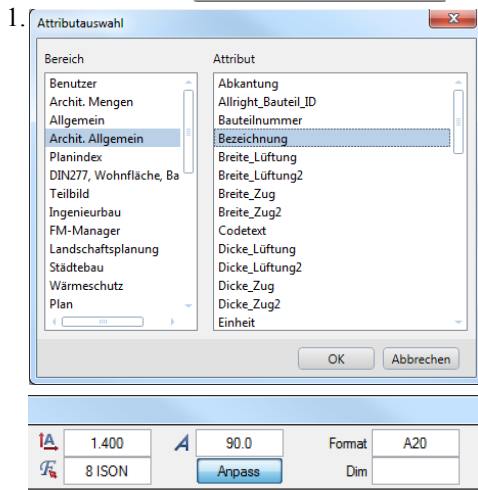 1.
Attributauswahl
Bereich
Attribut
Benutzer
Archit. Mengen
Allgemein
Archit. Allgemein
Planindex
DIN277, Wohnfläche, Ba
Teilbild
Ingenieurbau
FM-Manager
Landschaftsplanung
Städtebau
Wärmeschutz
Plan
Abkantung
Allright_Bauteil_ID
Bauteilnummer
Bezeichnung
Breite_Lüftung
Breite_Lüftung2
Breite_Zug
Breite_Zug2
Codetext
Dicke_Lüftung
Dicke_Lüftung2
Dicke_Zug
Dicke_Zug2
Einheit
OK Abbrechen
1.400 90.0 Format A20
8 ISON Anpass Dim